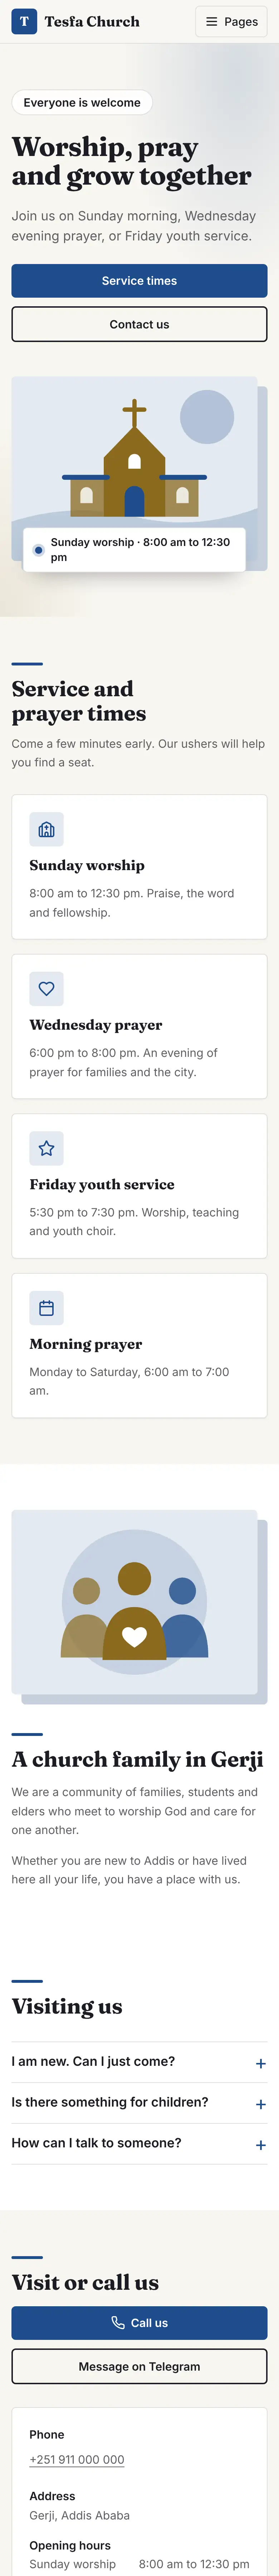 T Tesfa Church
Pages
Everyone is welcome
Worship, pray
and grow together
Join us on Sunday morning, Wednesday
evening prayer, or Friday youth service.
Service times
Contact us
Sunday worship · 8:00 am to 12:30
pm
Service and
prayer times
Come a few minutes early. Our ushers will help
you find a seat.
Sunday worship
8:00 am to 12:30 pm. Praise, the word
and fellowship.
Wednesday prayer
6:00 pm to 8:00 pm. An evening of
prayer for families and the city.
Friday youth service
5:30 pm to 7:30 pm. Worship, teaching
and youth choir.
Morning prayer
Monday to Saturday, 6:00 am to 7:00
am.
A church family in Gerji
We are a community of families, students and
elders who meet to worship God and care for
one another.
Whether you are new to Addis or have lived
here all your life, you have a place with us.
Visiting us
I am new. Can I just come?
Is there something for children?
How can I talk to someone?
Visit or call us
Call us
Message on Telegram
Phone
+251 911 000 000
Address
Gerji, Addis Ababa
Opening hours
Sunday worship 8:00 am to 12:30 pm